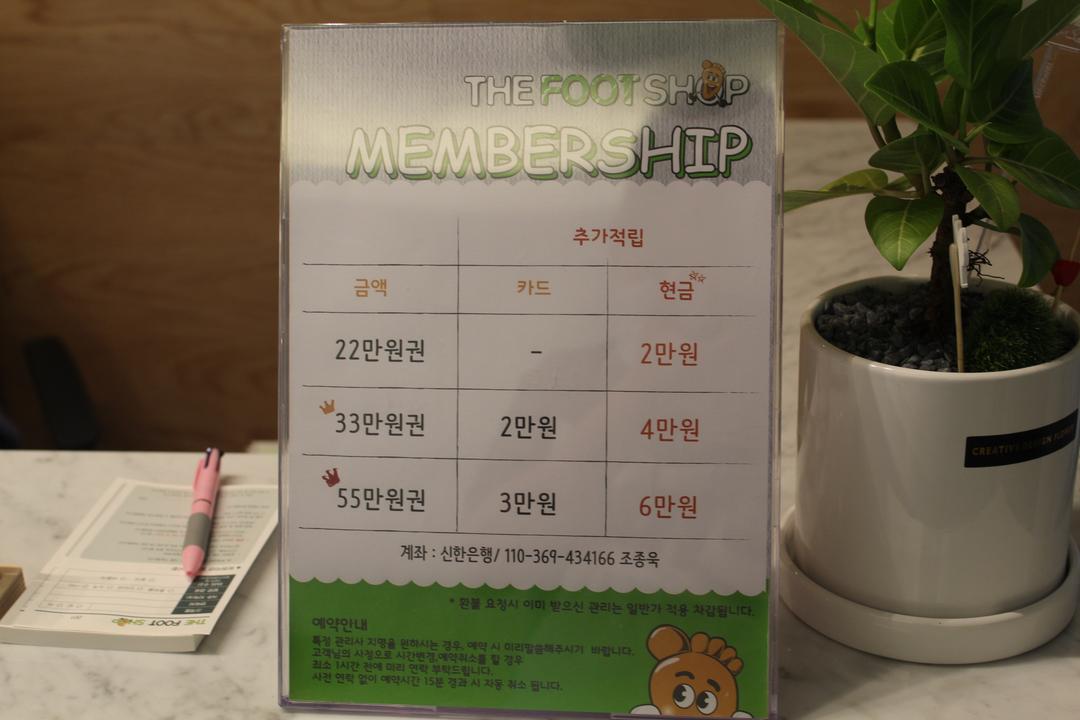 THE FOOT SHOP
MEMBERSHIP
추가적립
금액 카드 현금
22만원권 - 2만원
33만원권 2만원 4만원
55만원권 3만원 6만원
계좌 : 신한은행/ 110-369-434166 조종욱
* 환불 요청시 이미 받으신 관리는 일반가 적용 차감됩니다.
예약안내
특정 관리사 지명을 원하시는 경우, 예약 시 미리말씀해주시기 바랍니다.
고객님의 사정으로 시간변경,예약취소를 할 경우
최소 1시간 전에 미리 연락 부탁드립니다.
사전 연락 없이 예약시간 15분 경과 시 자동 취소 됩니다.
CREATIVE DESIGN
THE FOOT SHOP